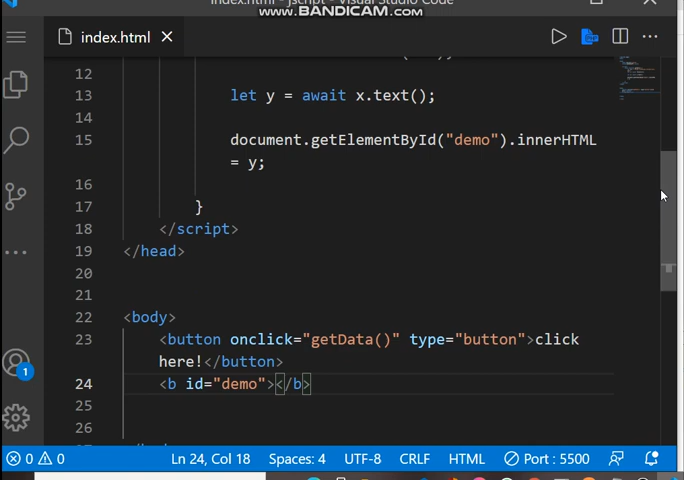 index.html - jscript - Visual Studio Code
www.BANDICAM.com
index.html
12
13 let y = await x.text();
14
15 document.getElementById("demo").innerHTML
= y;
16
17 }
18 </script>
19 </head>
20
21
22 <body>
23 <button onclick="getData()" type="button">click
here!</button>
24 <b id="demo"></b>
25
26
1
0 0 Ln 24, Col 18 Spaces: 4 UTF-8 CRLF HTML Port : 5500